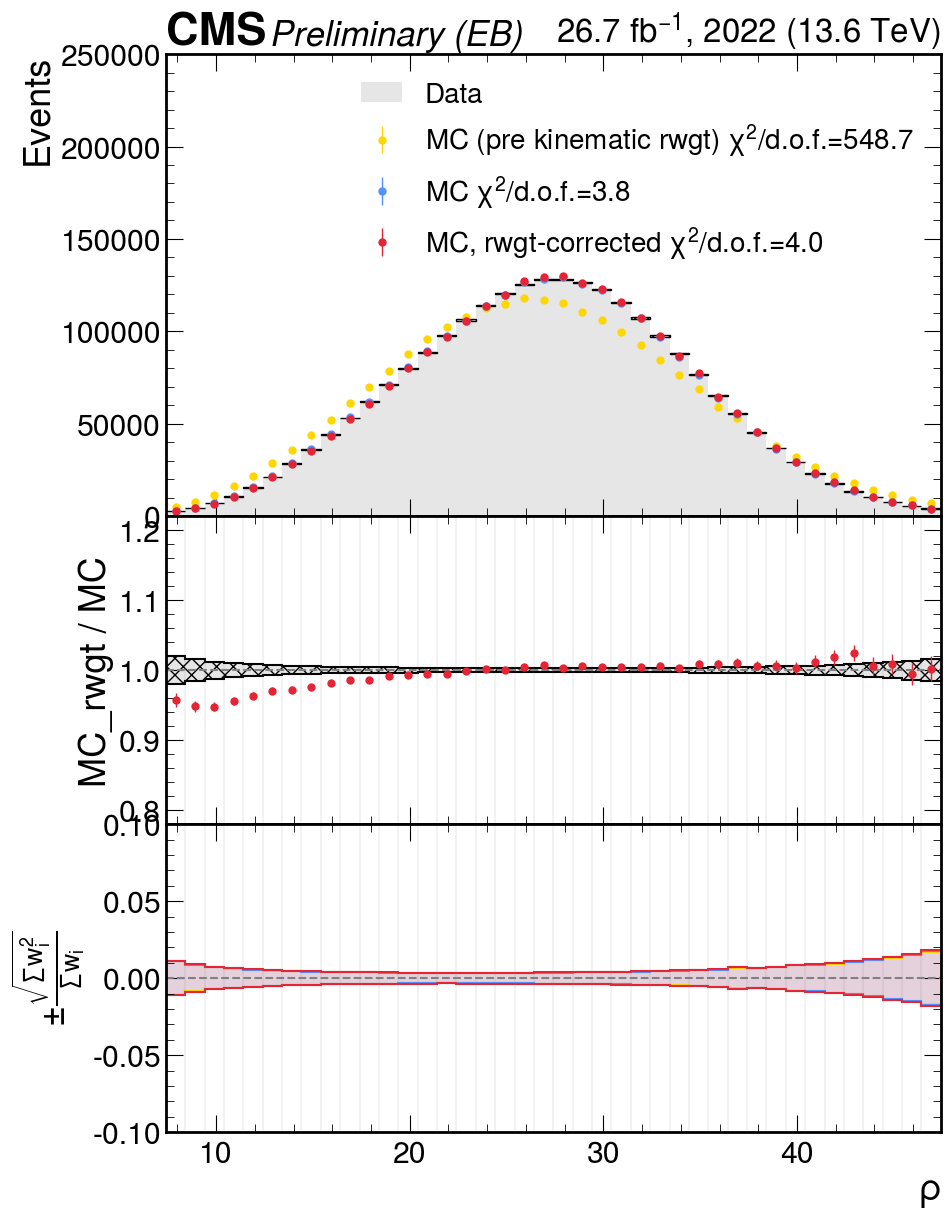 CMS Preliminary (EB) 26.7 fb⁻¹, 2022 (13.6 TeV)
Events
250000
200000
150000
100000
50000
0
Data
MC (pre kinematic rwgt) χ²/d.o.f.=548.7
MC χ²/d.o.f.=3.8
MC, rwgt-corrected χ²/d.o.f.=4.0
MC_rwgt / MC
1.2
1.1
1.0
0.9
0.8
± √Σwᵢ² / Σwᵢ
0.10
0.05
0.00
-0.05
-0.10
10 20 30 40
ρ